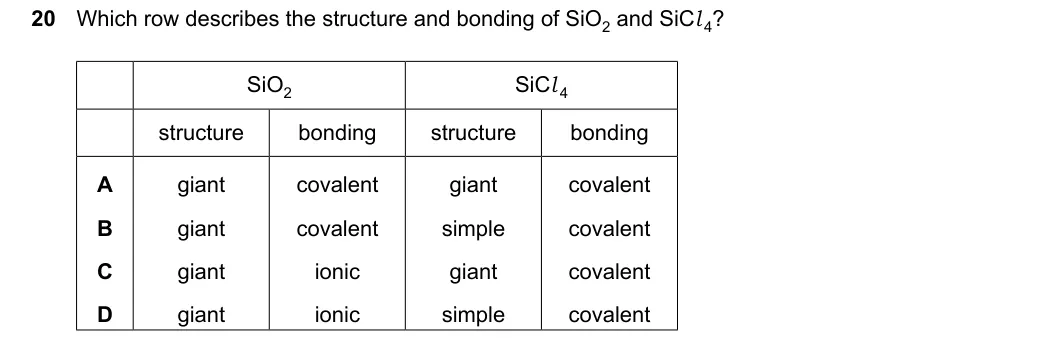 20 Which row describes the structure and bonding of SiO2 and SiCl4?
SiO2 SiCl4
structure bonding structure bonding
A giant covalent giant covalent
B giant covalent simple covalent
C giant ionic giant covalent
D giant ionic simple covalent